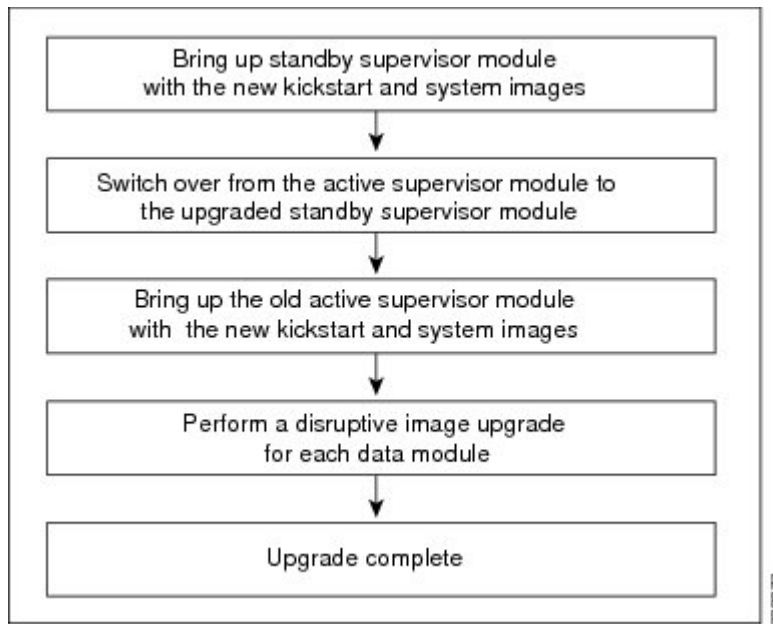 Bring up standby supervisor module
with the new kickstart and system images
Switch over from the active supervisor module to
the upgraded standby supervisor module
Bring up the old active supervisor module
with the new kickstart and system images
Perform a disruptive image upgrade
for each data module
Upgrade complete